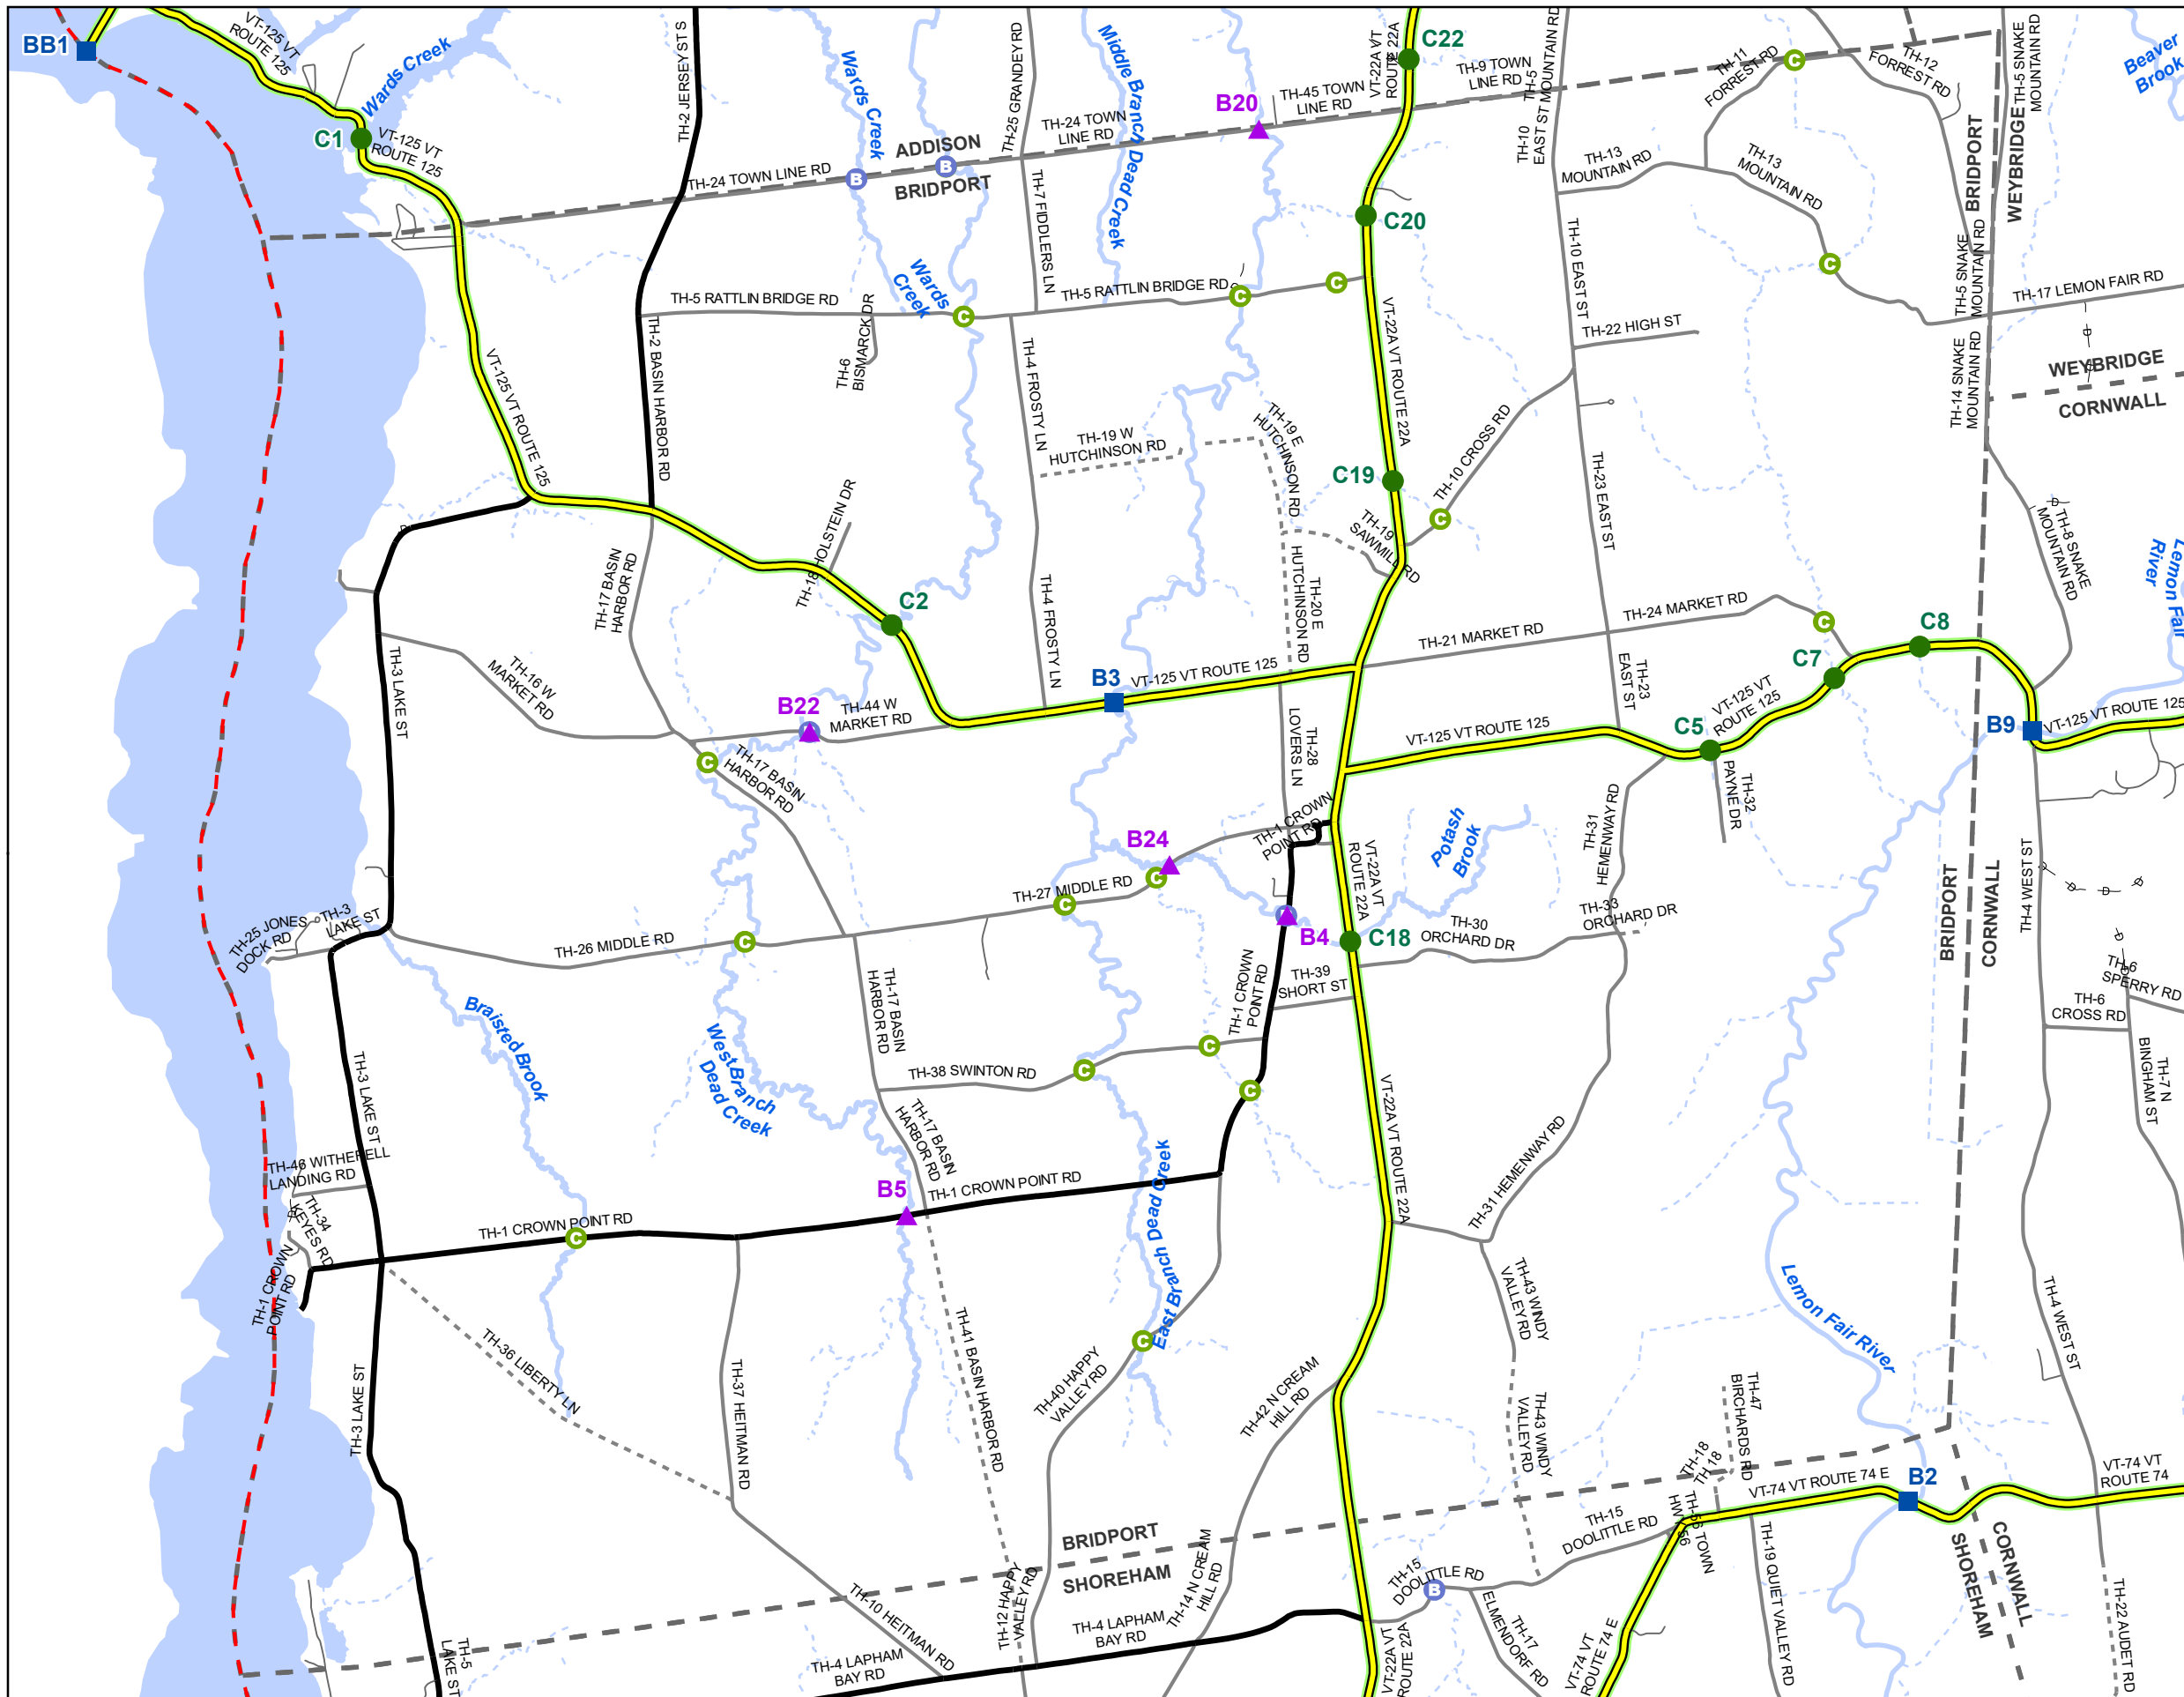 BB1
VT-125 VT
ROUTE 125
Wards Creek
C1
VT-125 VT
ROUTE 125
TH-2 JERSEY ST S
Wards Creek
B
ADDISON
BRIDPORT
B
TH-24 TOWN LINE RD
TH-25 GRANDEY RD
TH-24 TOWN
LINE RD
Middle Branch Dead Creek
B20
TH-45 TOWN
LINE RD
VT-22A VT
ROUTE 22A
C22
TH-9 TOWN
LINE RD
TH-5
EAST MOUNTAIN RD
TH-10
EAST ST
TH-11
FORREST RD
C
TH-12
FORREST RD
TH-5 SNAKE
MOUNTAIN RD
Beaver
Brook
BRIDPORT
WEYBRIDGE
TH-13
MOUNTAIN RD
TH-13
MOUNTAIN RD
C
C20
TH-7 FIDDLERS LN
TH-10 EAST ST
TH-5 SNAKE
MOUNTAIN RD
TH-17 LEMON FAIR RD
Wards
Creek
TH-5 RATTLIN BRIDGE RD
C
TH-5 RATTLIN BRIDGE RD
C
C
TH-6
BISMARCK DR
TH-2 BASIN HARBOR RD
TH-4 FROSTY LN
VT-22A VT ROUTE 22A
TH-22 HIGH ST
TH-14 SNAKE
MOUNTAIN RD
D
D
WEYBRIDGE
CORNWALL
VT-125 VT ROUTE 125
TH-19 W
HUTCHINSON RD
TH-19 E
HUTCHINSON RD
C19
TH-10 CROSS RD
C
TH-23 EAST ST
TH-19
SAWMILL RD
D
TH-8 SNAKE
MOUNTAIN RD
Lemon Fair
River
D
TH-18 HOLSTEIN DR
TH-17 BASIN
HARBOR RD
C2
TH-4 FROSTY LN
TH-20 E
HUTCHINSON RD
TH-21 MARKET RD
TH-24 MARKET RD
C
C8
C7
TH-3 LAKE ST
TH-16 W
MARKET RD
B22
TH-44 W
MARKET RD
B3
VT-125 VT ROUTE 125
TH-23
EAST ST
VT-125 VT
ROUTE 125
C5
B9
VT-125 VT ROUTE 125
C
TH-17 BASIN
HARBOR RD
TH-28
LOVERS LN
VT-125 VT ROUTE 125
TH-32
PAYNE DR
TH-31
HEMENWAY RD
B24
C
TH-1 CROWN
POINT RD
VT-22A VT
ROUTE 22A
Potash
Brook
BRIDPORT
CORNWALL
TH-4 WEST ST
D
D
D
D
TH-25 JONES
DOCK RD
TH-3
LAKE ST
TH-27 MIDDLE RD
C
B4
C18
TH-30
ORCHARD DR
TH-33
ORCHARD DR
D
D
TH-6
SPERRY RD
TH-26 MIDDLE RD
C
TH-39
SHORT ST
TH-6
CROSS RD
Braisted Brook
TH-17 BASIN
HARBOR RD
TH-1 CROWN
POINT RD
West Branch
Dead Creek
TH-3 LAKE ST
TH-38 SWINTON RD
C
C
C
VT-22A VT ROUTE 22A
TH-7 N
BINGHAM ST
TH-17 BASIN
HARBOR RD
TH-46 WITHERELL
LANDING RD
TH-34
KEYES RD
B5
TH-1 CROWN POINT RD
East Branch Dead Creek
TH-31 HEMENWAY RD
TH-1 CROWN POINT RD
C
TH-1 CROWN
POINT RD
TH-43 WINDY
VALLEY RD
Lemon Fair River
TH-4 WEST ST
TH-36 LIBERTY LN
TH-37 HEITMAN RD
TH-41 BASIN HARBOR RD
C
TH-40 HAPPY
VALLEY RD
TH-42 N CREAM
HILL RD
TH-43 WINDY
VALLEY RD
TH-47
BIRCHARDS RD
TH-3 LAKE ST
TH-18
TH 18
VT-74 VT ROUTE 74 E
B2
VT-74 VT
ROUTE 74
TH-56 TOWN
HWY 56
BRIDPORT
SHOREHAM
TH-15
DOOLITTLE RD
CORNWALL
SHOREHAM
TH-10 HEITMAN RD
TH-12 HAPPY
VALLEY RD
TH-14 N CREAM
HILL RD
TH-15
DOOLITTLE RD
B
TH-17
ELMENDORF RD
TH-19 QUIET VALLEY RD
TH-22 AUDET RD
TH-4 LAPHAM
BAY RD
TH-4 LAPHAM
BAY RD
TH-5
LAKE ST
VT-22A VT
ROUTE 22A
VT-74 VT
ROUTE 74 E